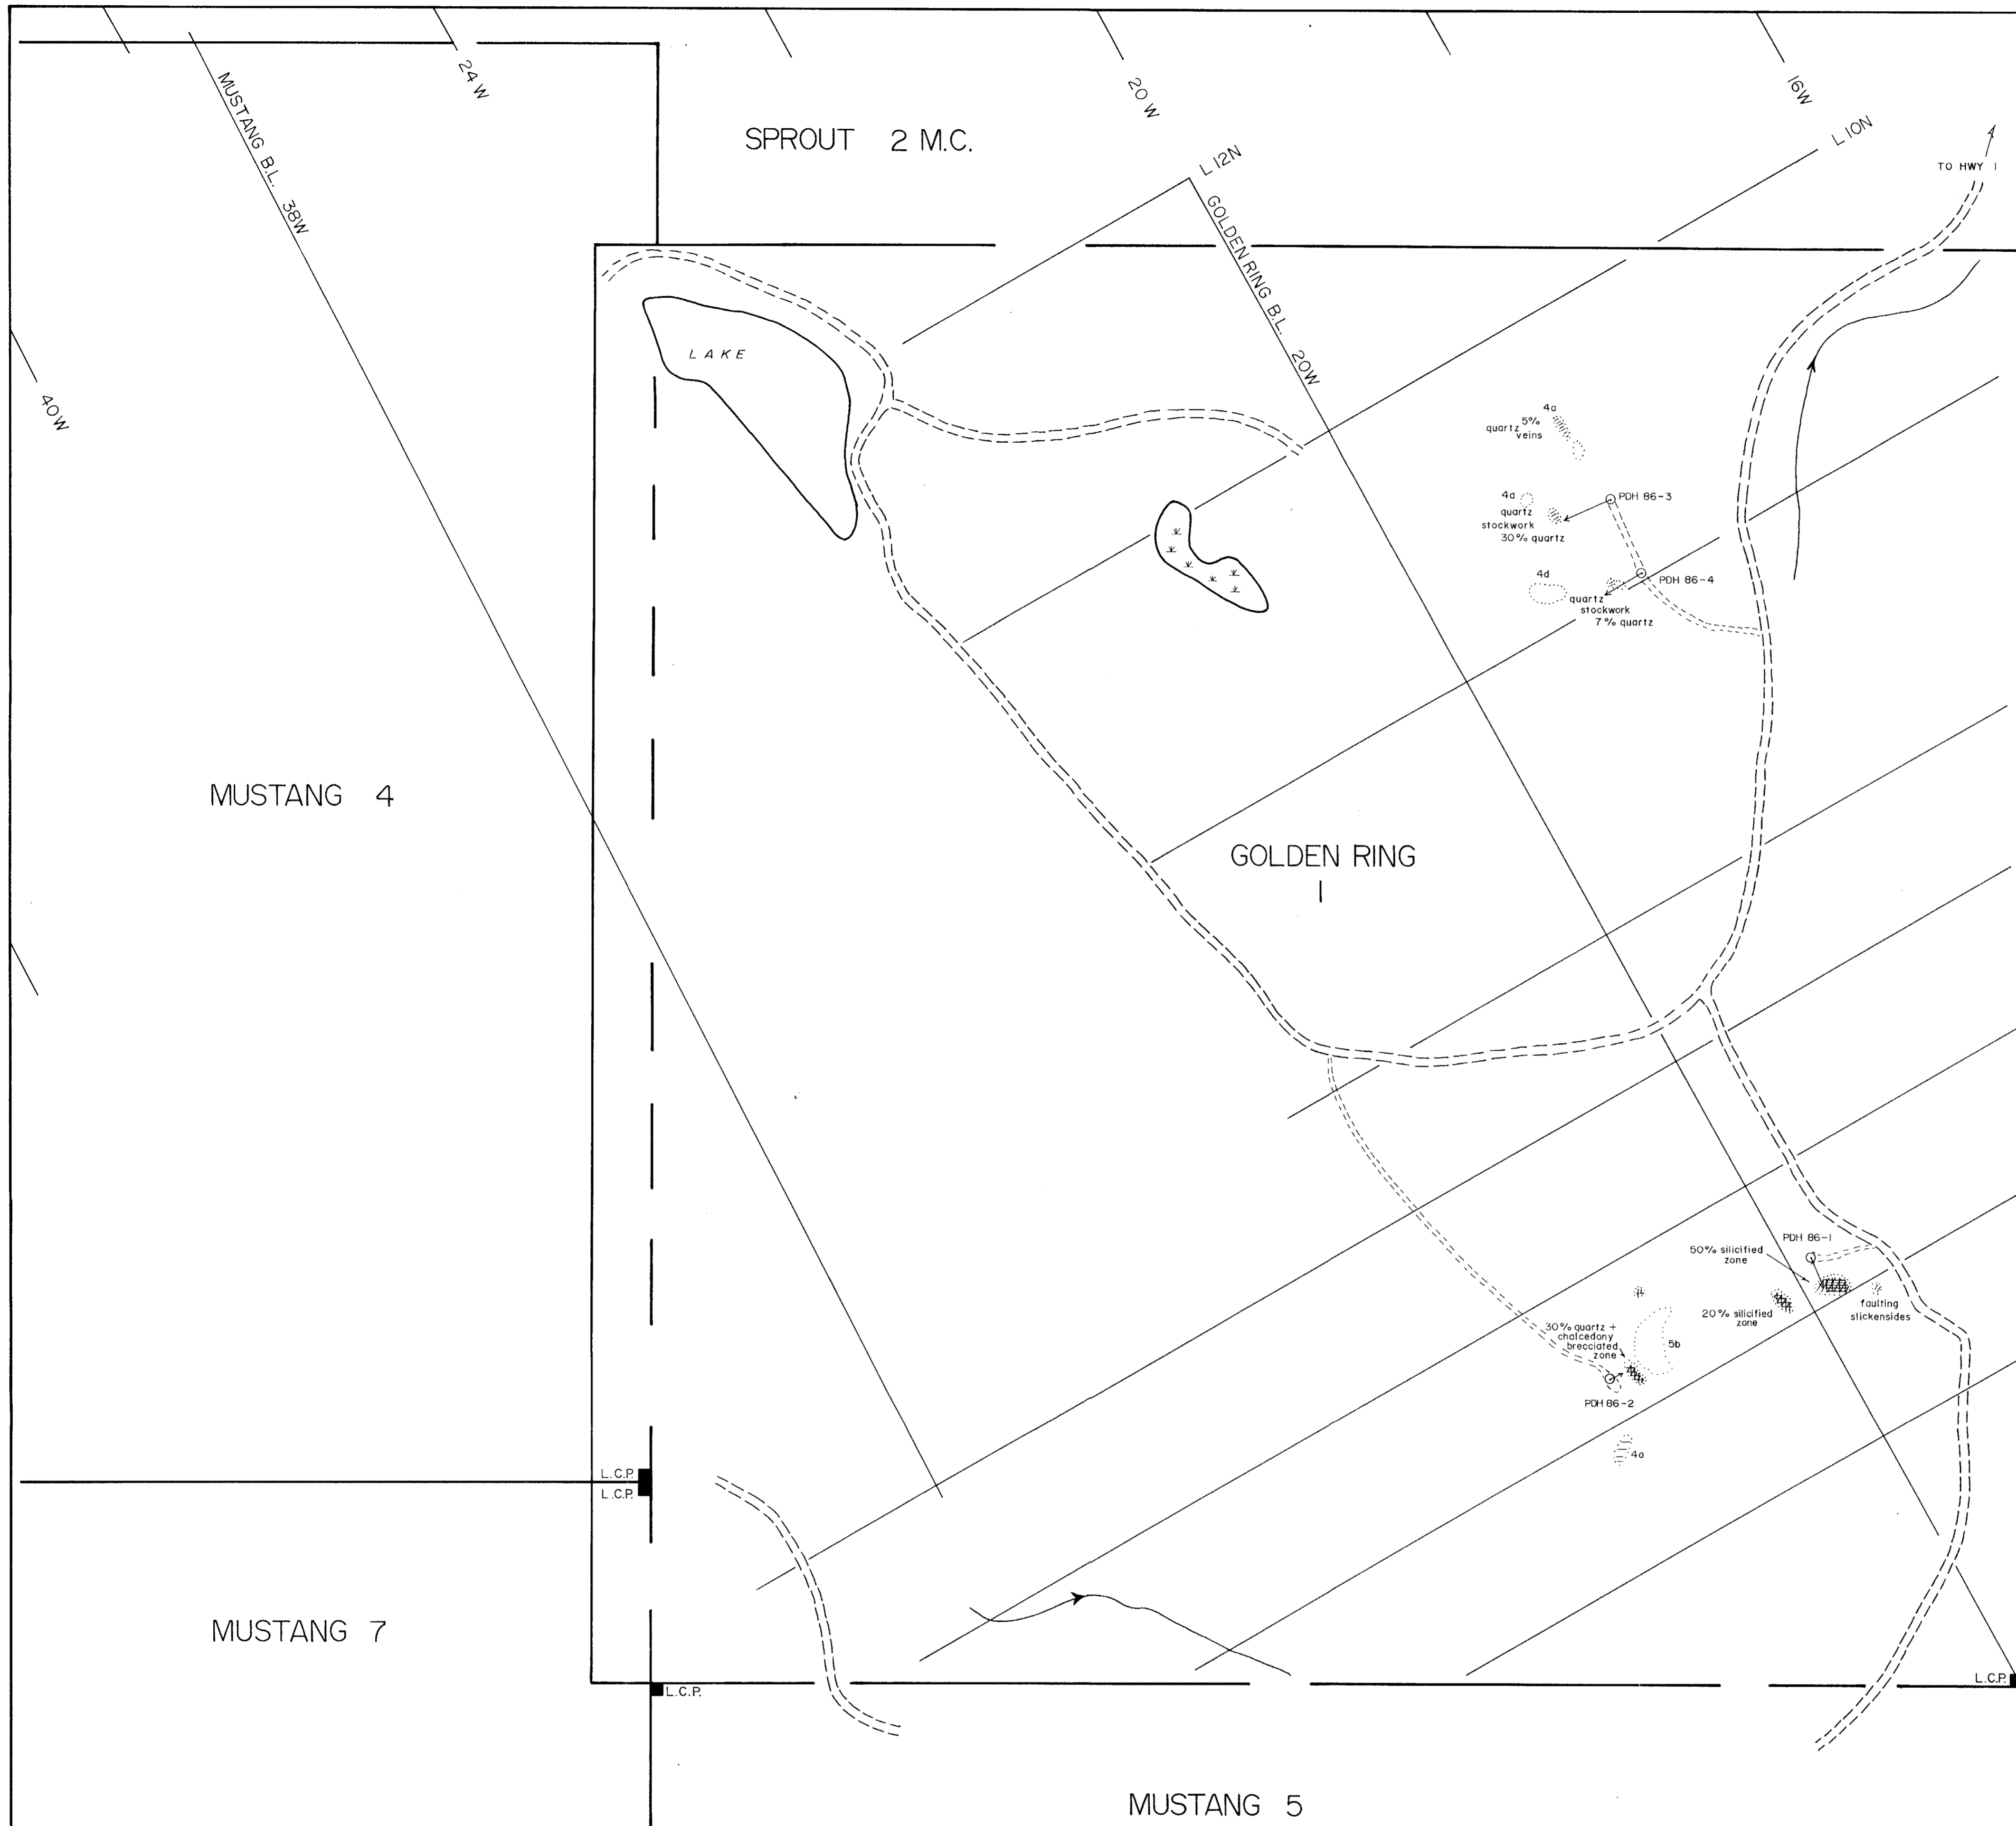 24 W
20 W
16W
MUSTANG B.L. 38W
SPROUT 2 M.C.
L 12N
L 10N
TO HWY 1
GOLDEN RING B.L. 20W
LAKE
40W
4a
5%
quartz
veins
4a
PDH 86-3
quartz
stockwork
30% quartz
4d
PDH 86-4
quartz
stockwork
7% quartz
MUSTANG 4
GOLDEN RING
1
PDH 86-1
50% silicified
zone
20% silicified
zone
faulting
slickensides
30% quartz +
chalcedony
brecciated
zone
5b
PDH 86-2
4a
L.C.P.
L.C.P.
MUSTANG 7
L.C.P.
L.C.P.
MUSTANG 5